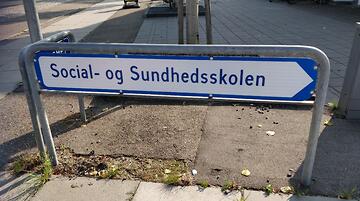 Social- og Sundhedsskolen